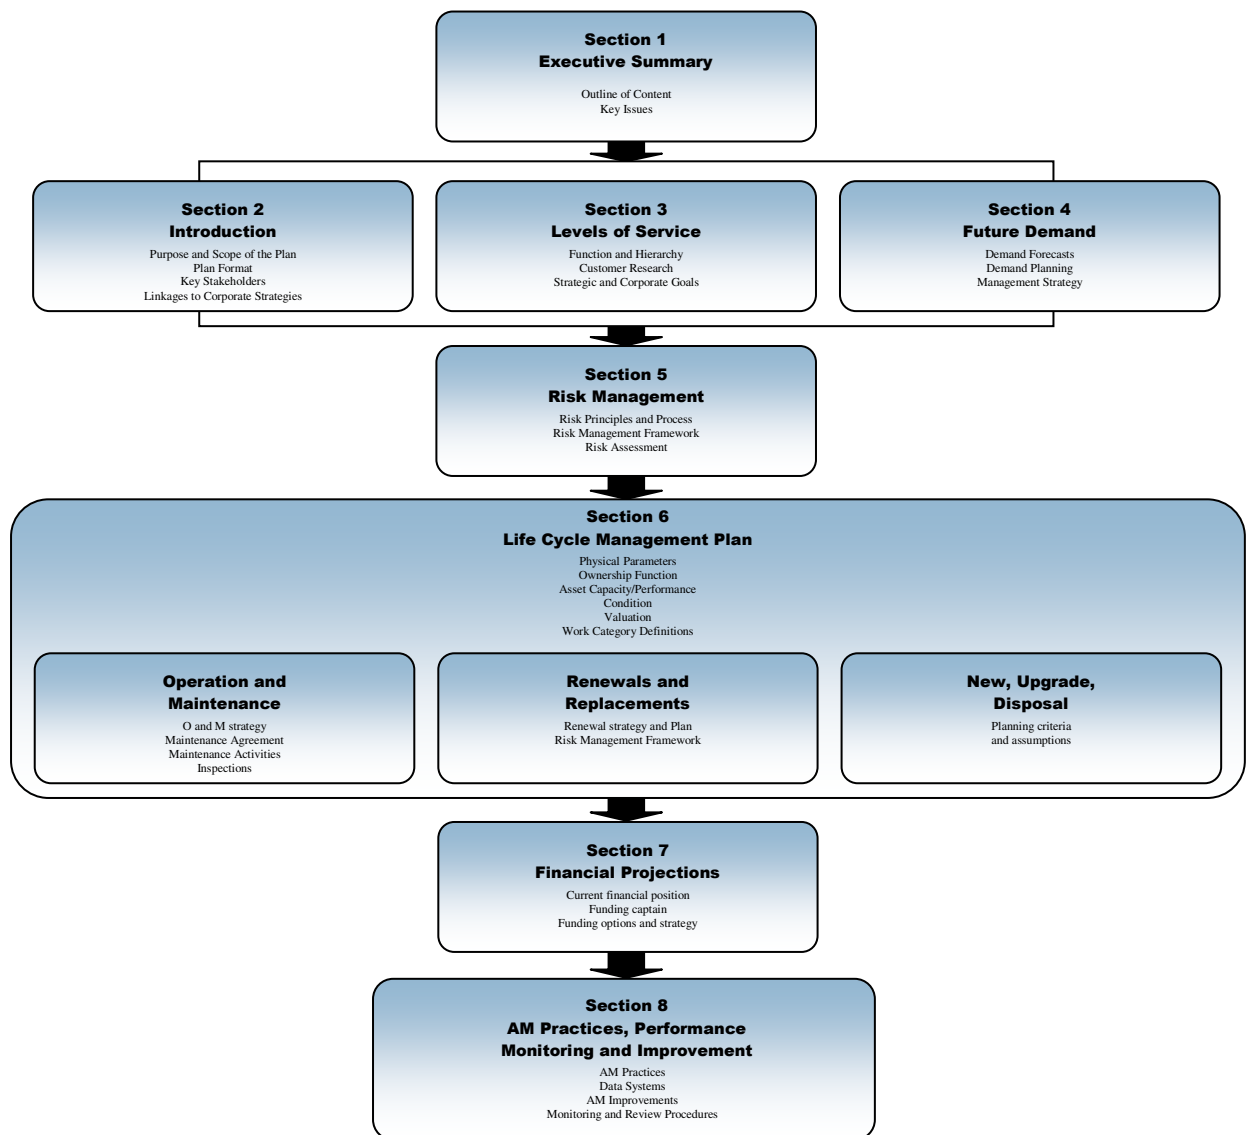 Section 1
Executive Summary
Outline of Content
Key Issues
Section 2
Introduction
Purpose and Scope of the Plan
Plan Format
Key Stakeholders
Linkages to Corporate Strategies
Section 3
Levels of Service
Function and Hierarchy
Customer Research
Strategic and Corporate Goals
Section 4
Future Demand
Demand Forecasts
Demand Planning
Management Strategy
Section 5
Risk Management
Risk Principles and Process
Risk Management Framework
Risk Assessment
Section 6
Life Cycle Management Plan
Physical Parameters
Ownership Function
Asset Capacity/Performance
Condition
Valuation
Work Category Definitions
Operation and
Maintenance
O and M strategy
Maintenance Agreement
Maintenance Activities
Inspections
Renewals and
Replacements
Renewal strategy and Plan
Risk Management Framework
New, Upgrade,
Disposal
Planning criteria
and assumptions
Section 7
Financial Projections
Current financial position
Funding captain
Funding options and strategy
Section 8
AM Practices, Performance
Monitoring and Improvement
AM Practices
Data Systems
AM Improvements
Monitoring and Review Procedures